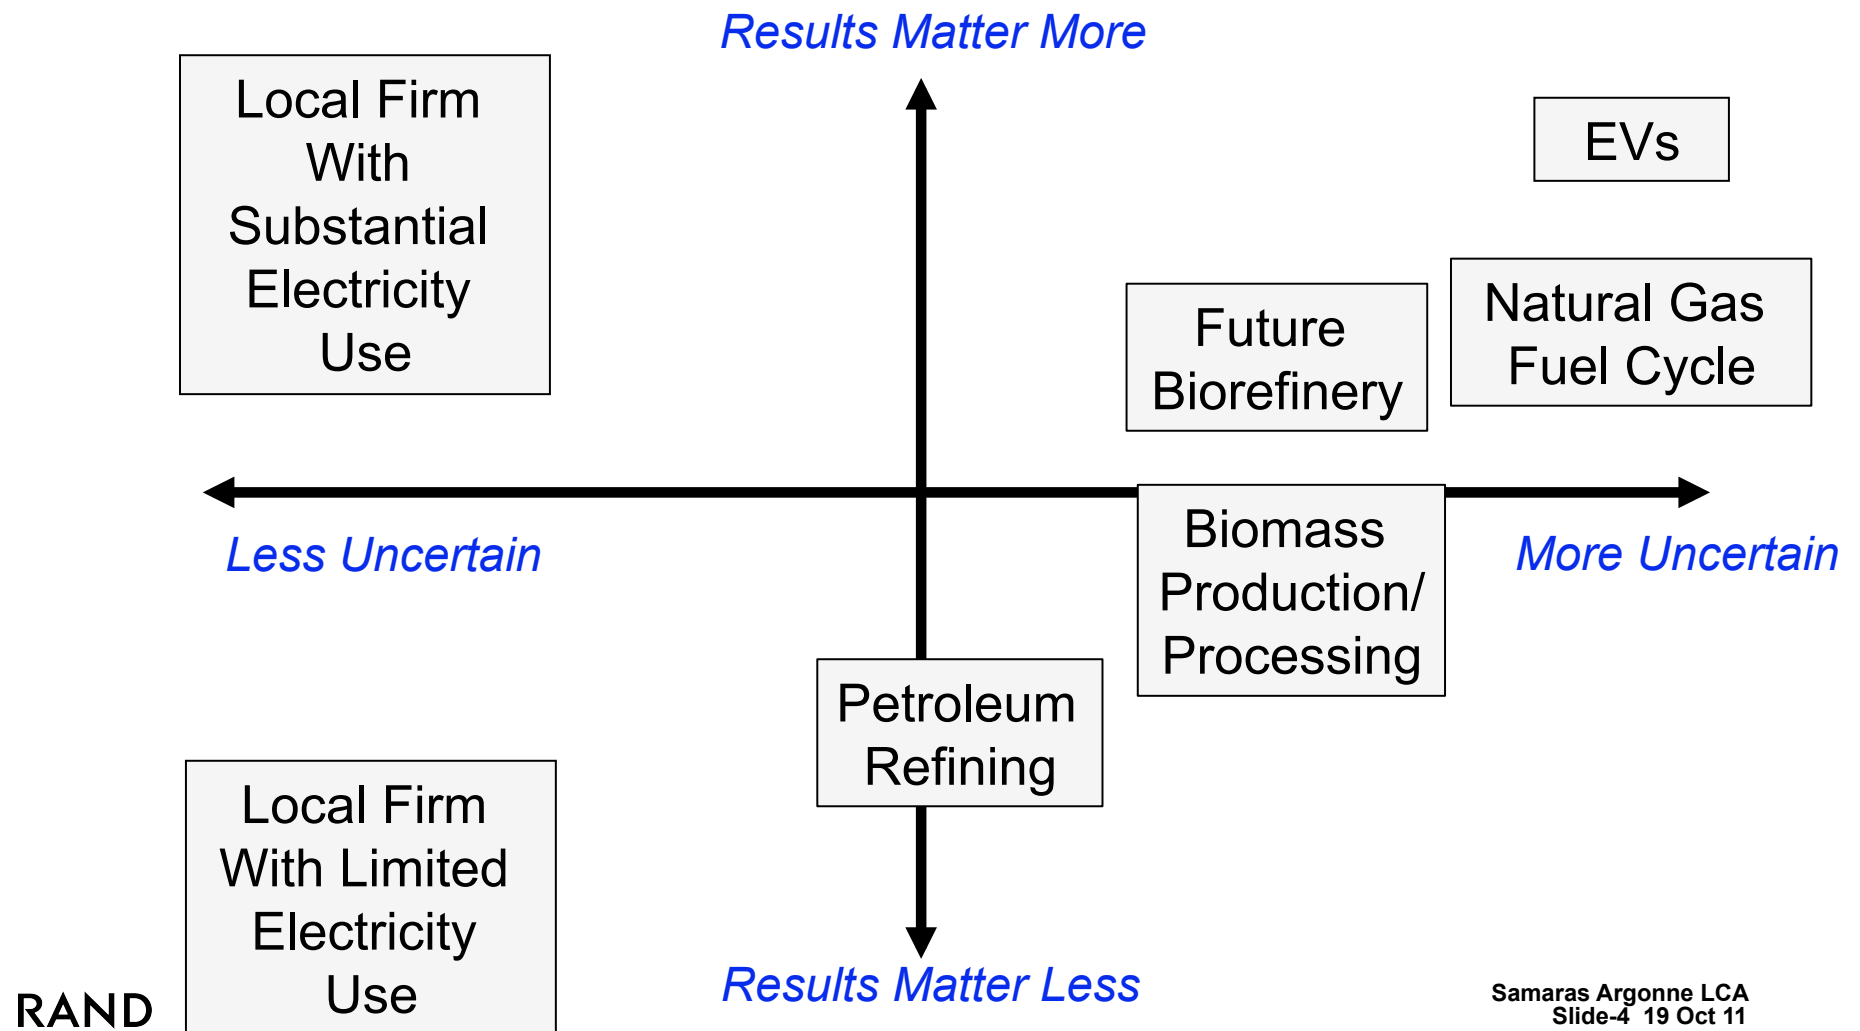 Results Matter More
Local Firm
With
Substantial
Electricity
Use
EVs
Future
Biorefinery
Natural Gas
Fuel Cycle
Less Uncertain
More Uncertain
Biomass
Production/
Processing
Petroleum
Refining
Local Firm
With Limited
Electricity
Use
Results Matter Less
RAND
Samaras Argonne LCA
Slide-4 19 Oct 11